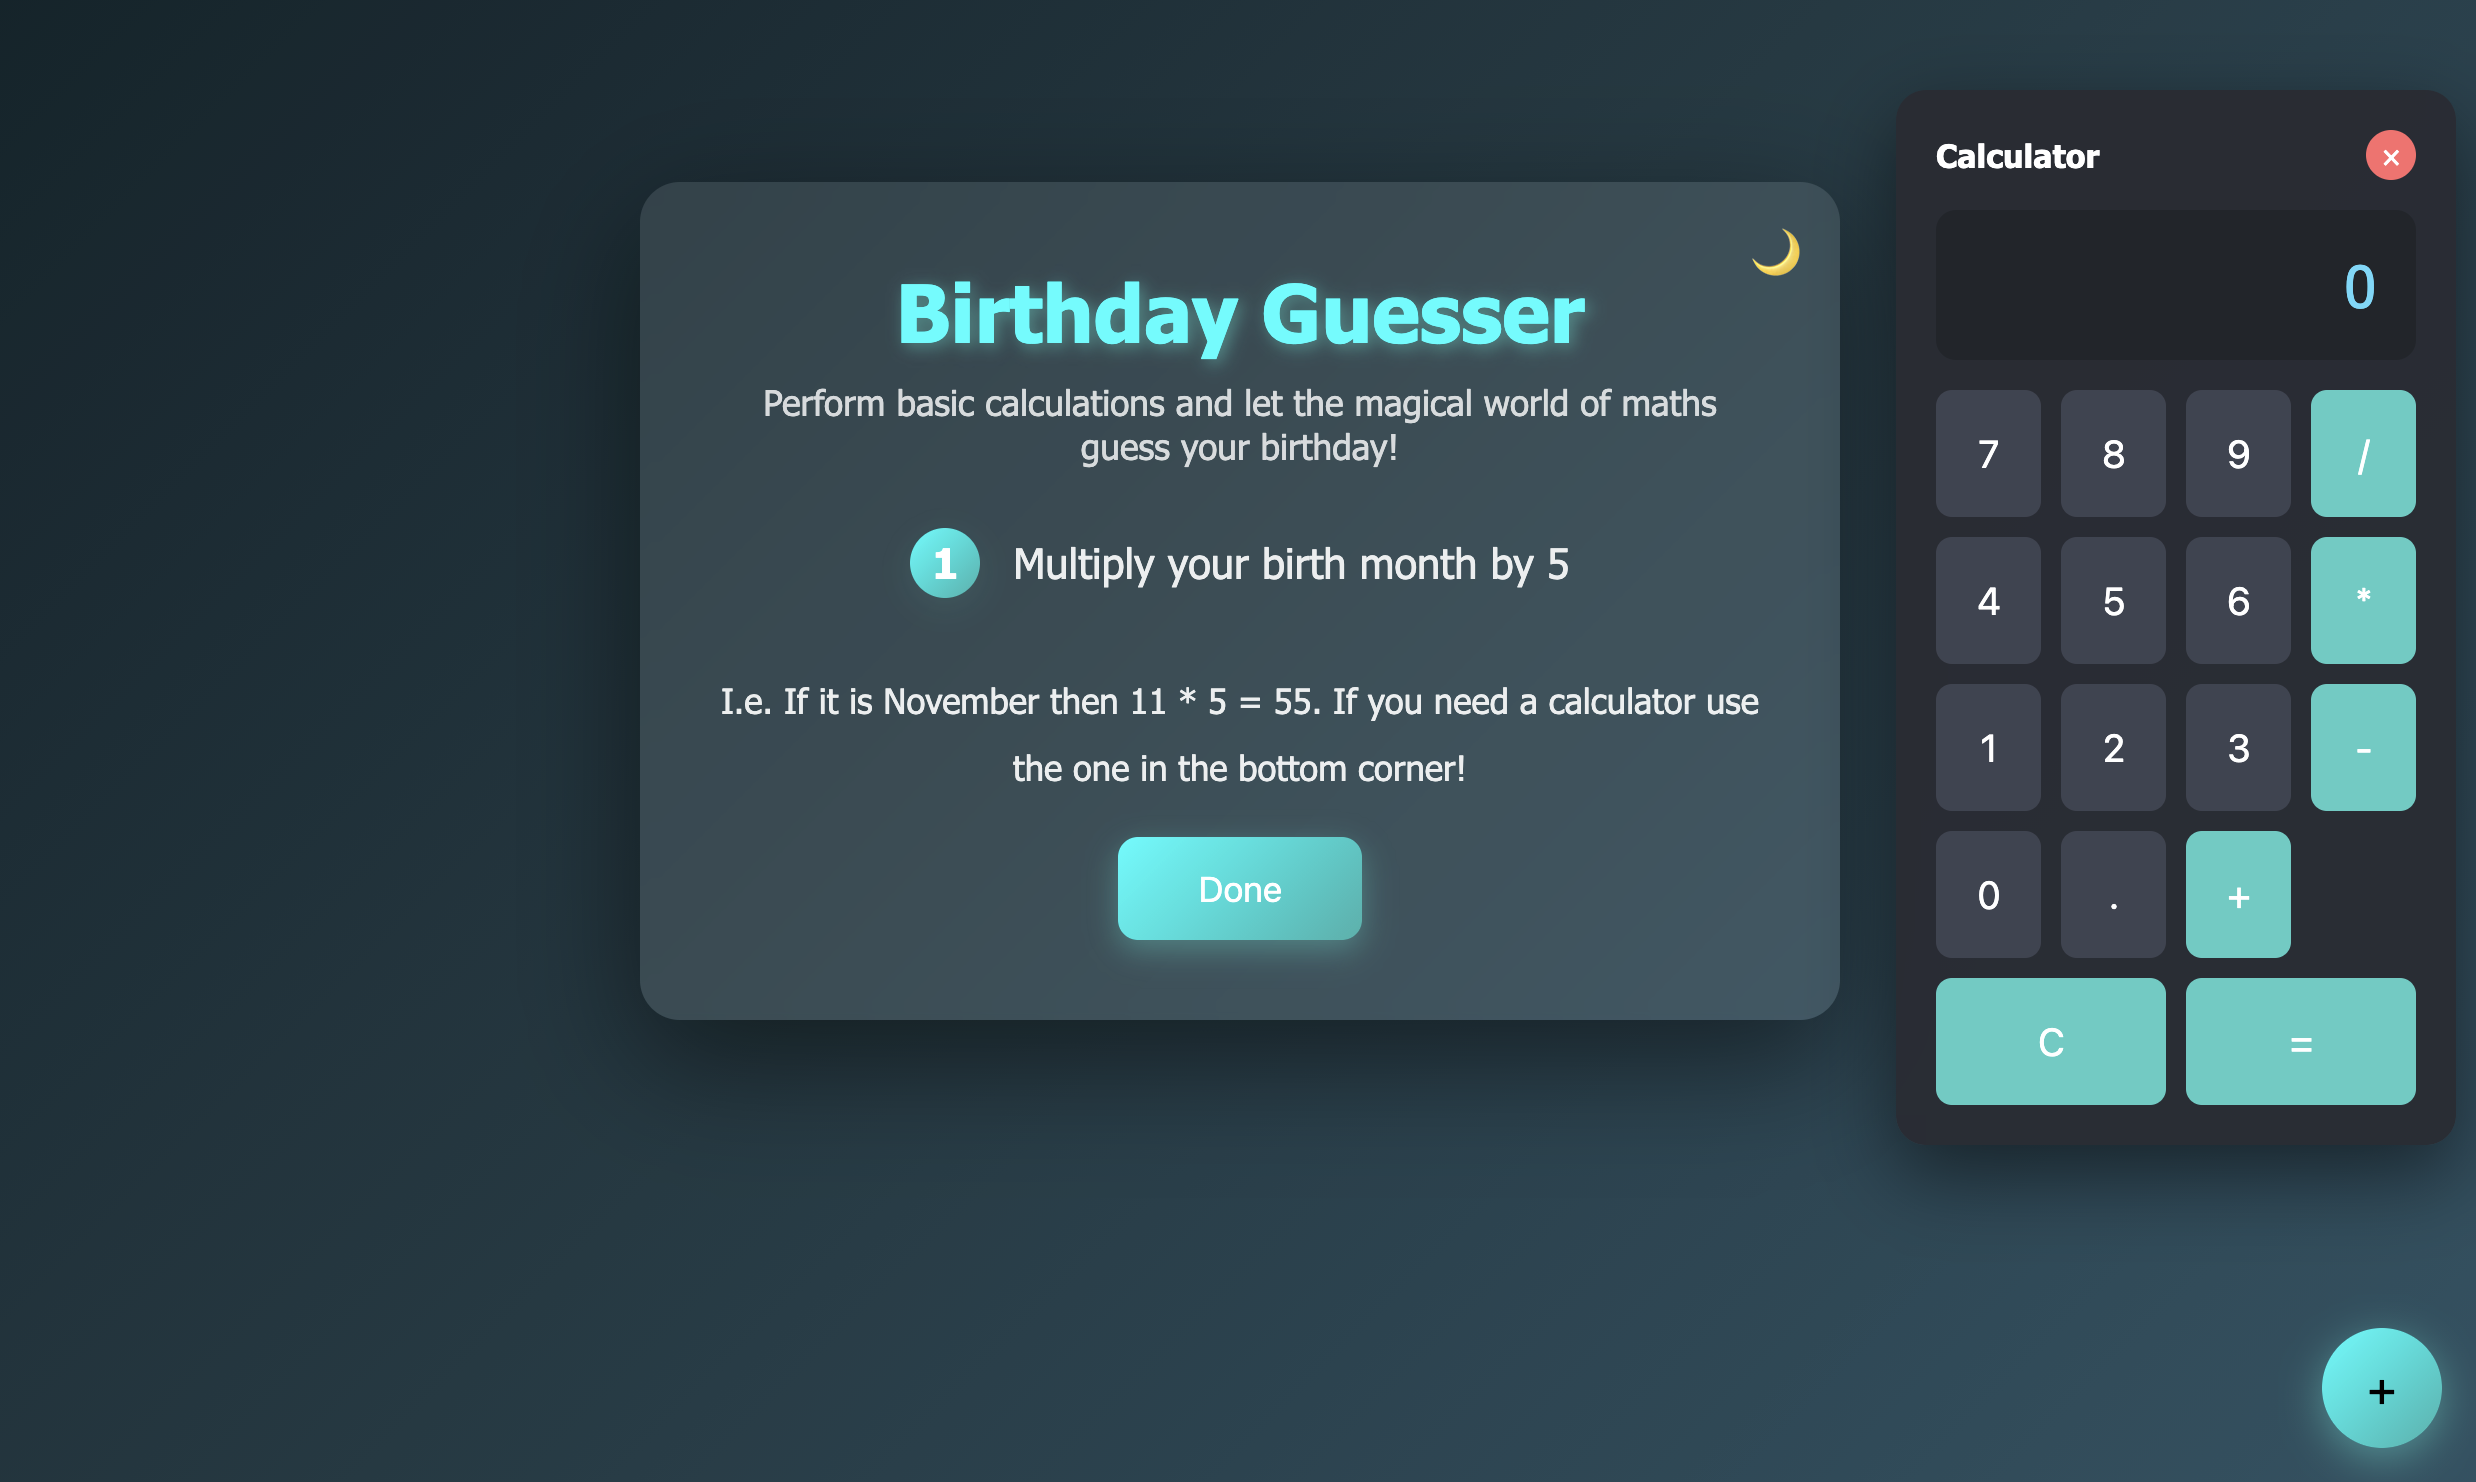 Birthday Guesser
Perform basic calculations and let the magical world of maths
guess your birthday!
1 Multiply your birth month by 5
I.e. If it is November then 11 * 5 = 55. If you need a calculator use
the one in the bottom corner!
Done
Calculator ×
0
7 8 9 /
4 5 6 *
1 2 3 -
0 . +
C =
+